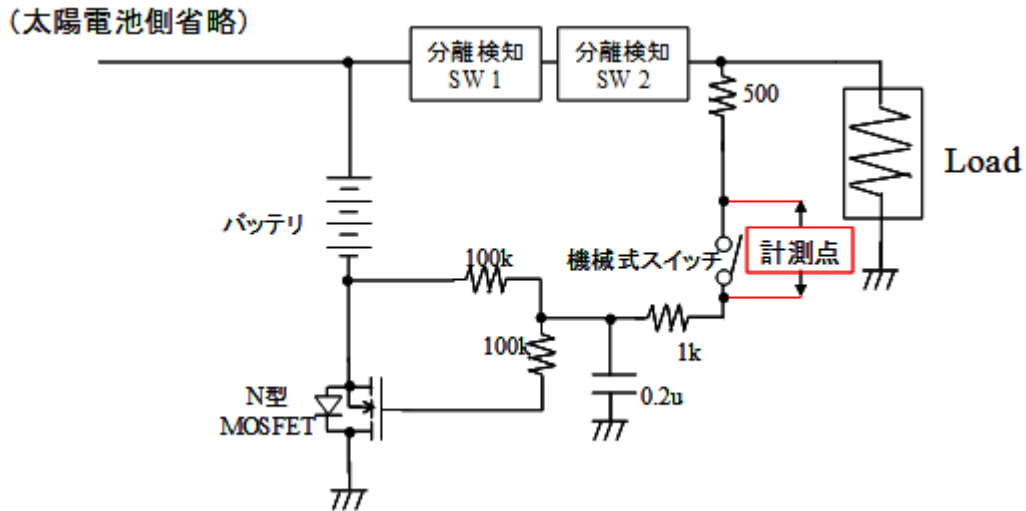 （太陽電池側省略）
分離検知
SW 1
分離検知
SW 2
500
Load
バッテリ
100k
機械式スイッチ
計測点
100k
1k
0.2u
N型
MOSFET